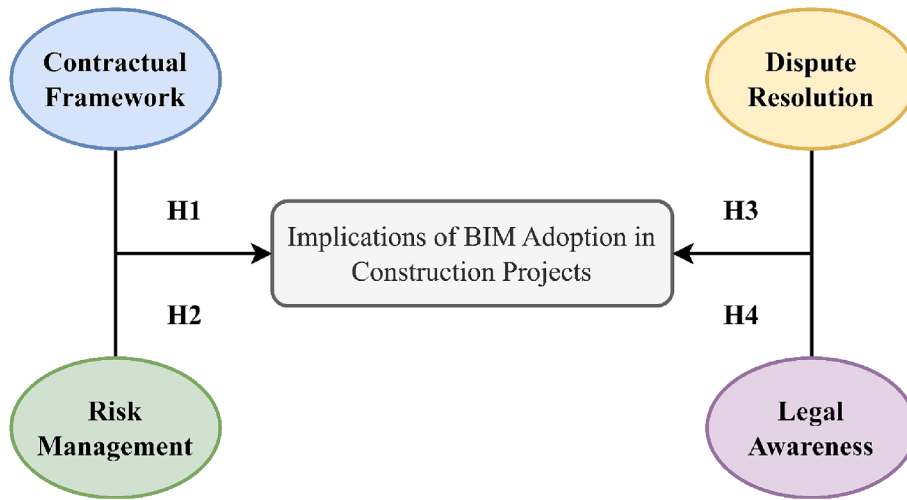 Contractual
Framework
Dispute
Resolution
H1
H3
Implications of BIM Adoption in
Construction Projects
H2
H4
Risk
Management
Legal
Awareness